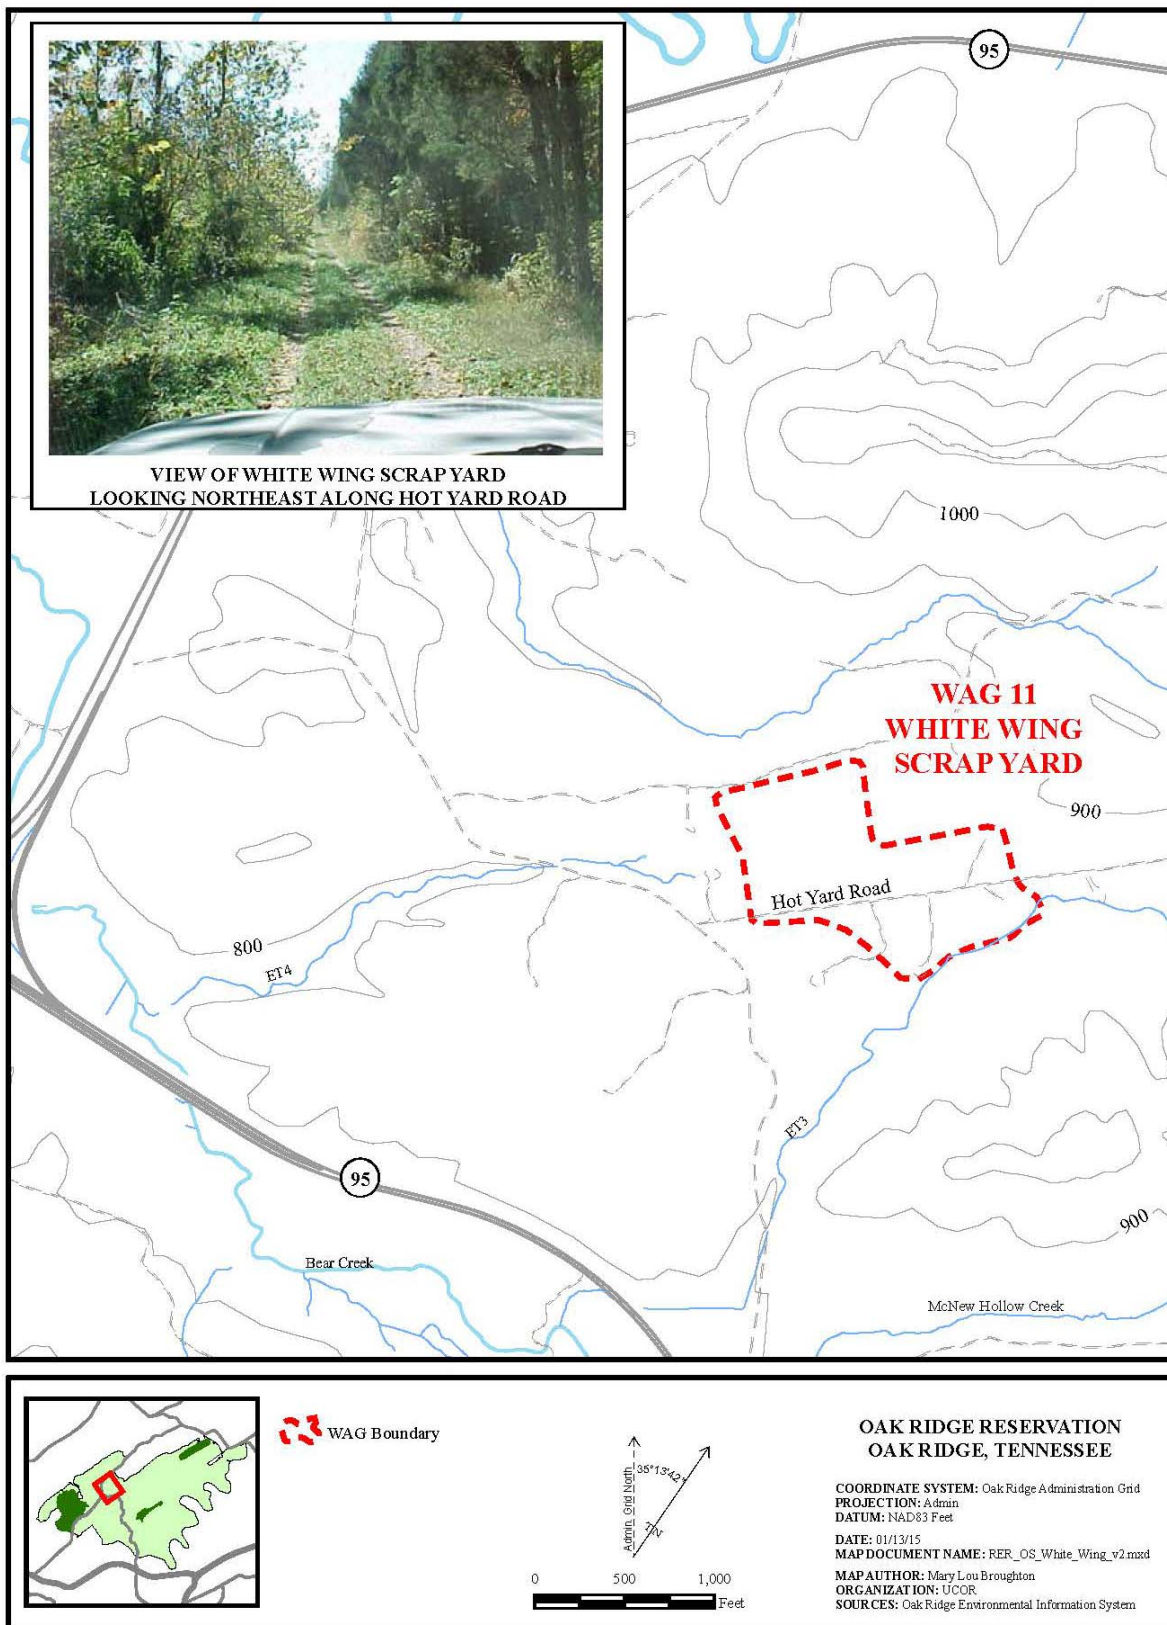 95
VIEW OF WHITE WING SCRAP YARD
LOOKING NORTHEAST ALONG HOT YARD ROAD
1000
WAG 11
WHITE WING
SCRAP YARD
900
Hot Yard Road
800
ET4
ET3
95
900
Bear Creek
McNew Hollow Creek
WAG Boundary
Admin. Grid North
35°13'42"
TN
0 500 1,000
Feet
OAK RIDGE RESERVATION
OAK RIDGE, TENNESSEE
COORDINATE SYSTEM: Oak Ridge Administration Grid
PROJECTION: Admin
DATUM: NAD83 Feet
DATE: 01/13/15
MAP DOCUMENT NAME: RER_OS_White_Wing_v2.mxd
MAP AUTHOR: Mary Lou Broughton
ORGANIZATION: UCOR
SOURCES: Oak Ridge Environmental Information System